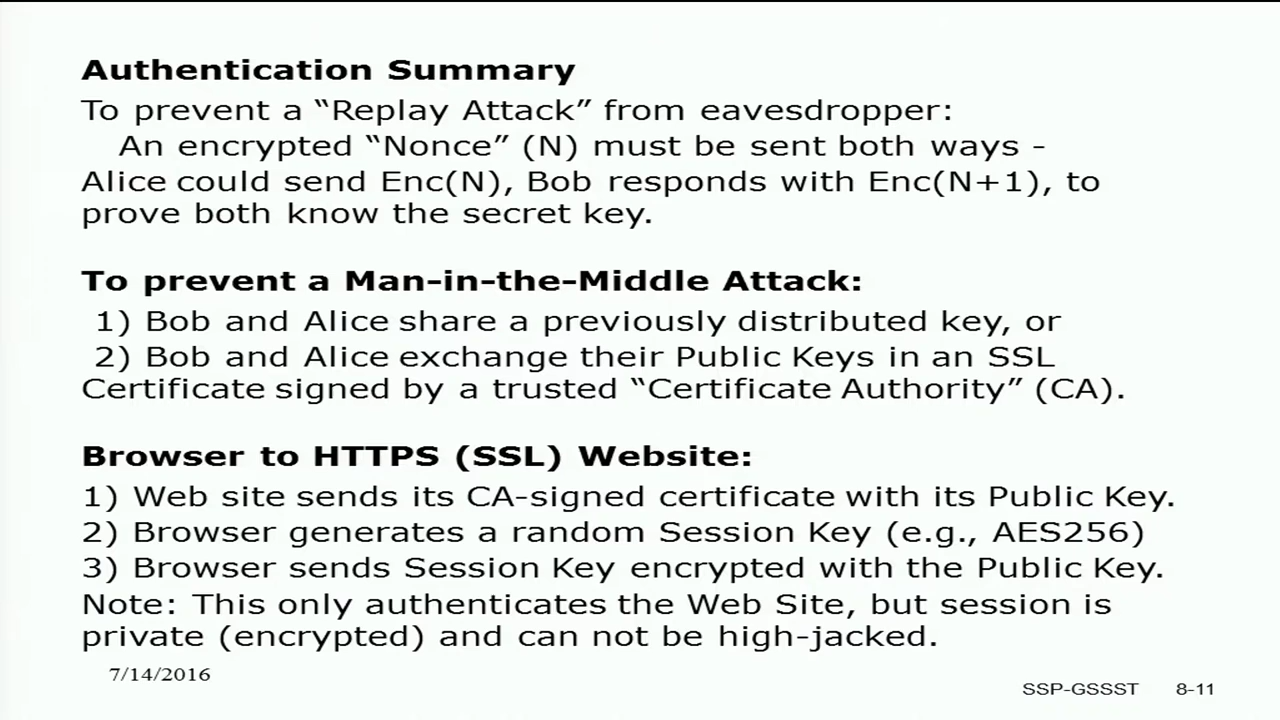 Authentication Summary
To prevent a “Replay Attack” from eavesdropper:
An encrypted “Nonce” (N) must be sent both ways -
Alice could send Enc(N), Bob responds with Enc(N+1), to
prove both know the secret key.
To prevent a Man-in-the-Middle Attack:
1) Bob and Alice share a previously distributed key, or
2) Bob and Alice exchange their Public Keys in an SSL
Certificate signed by a trusted “Certificate Authority” (CA).
Browser to HTTPS (SSL) Website:
1) Web site sends its CA-signed certificate with its Public Key.
2) Browser generates a random Session Key (e.g., AES256)
3) Browser sends Session Key encrypted with the Public Key.
Note: This only authenticates the Web Site, but session is
private (encrypted) and can not be high-jacked.
7/14/2016
SSP-GSSST 8-11